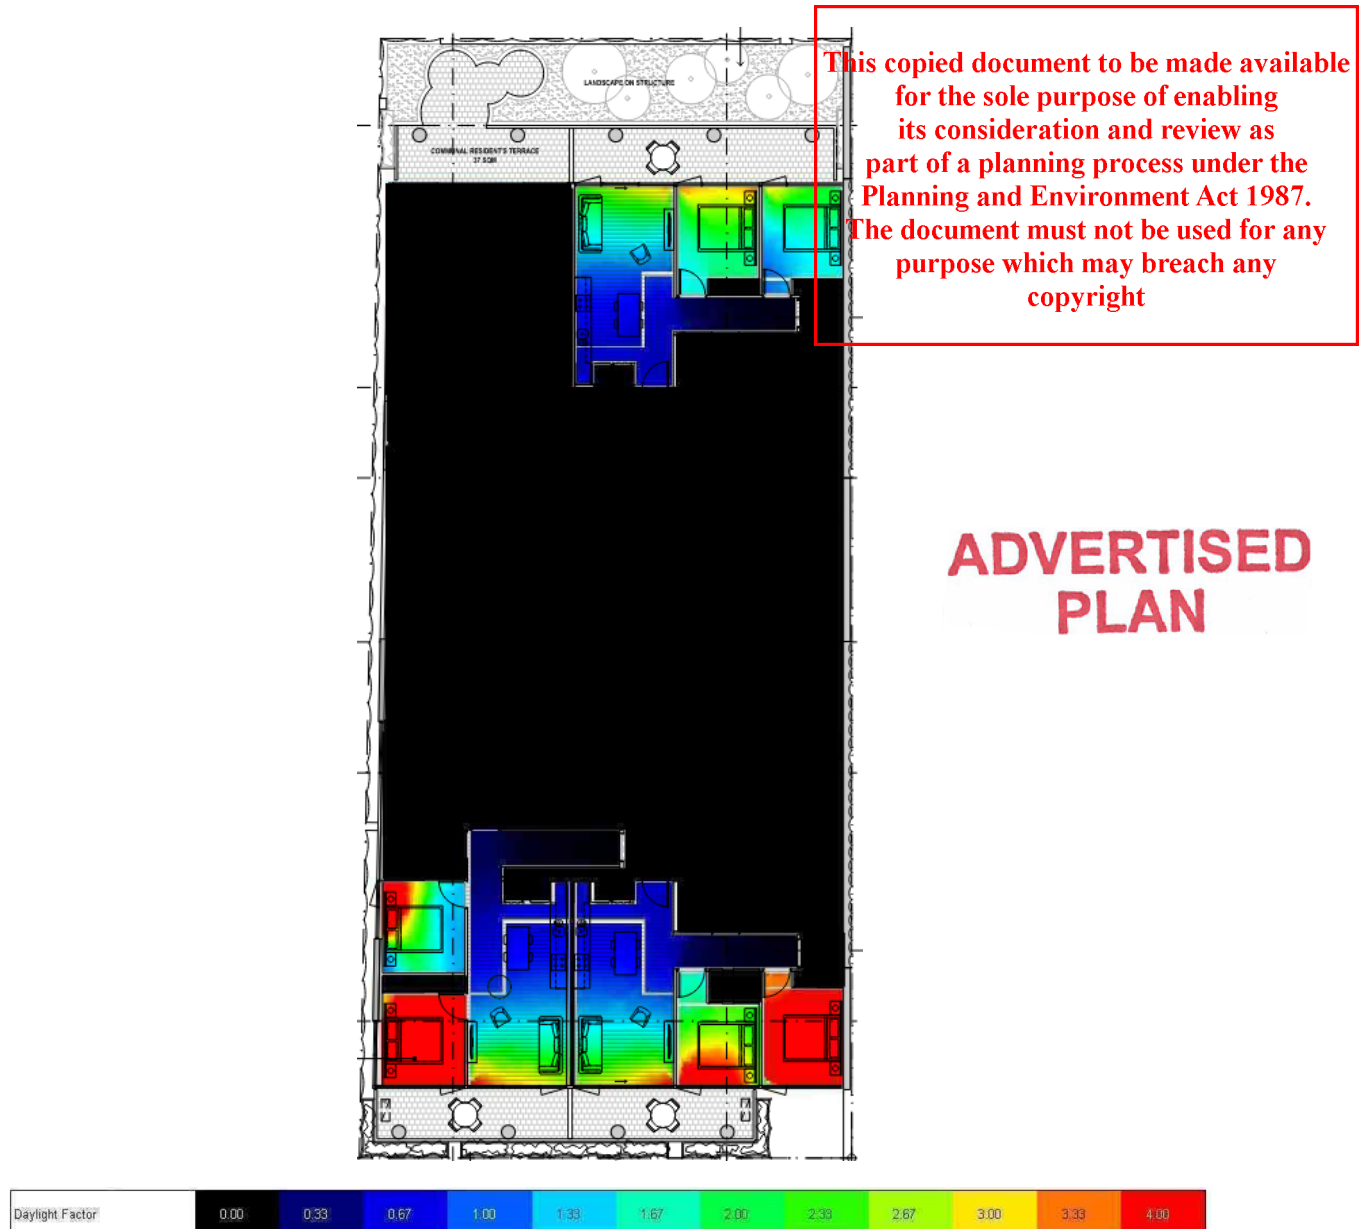 This copied document to be made available
for the sole purpose of enabling
its consideration and review as
part of a planning process under the
Planning and Environment Act 1987.
The document must not be used for any
purpose which may breach any
copyright
LANDSCAPE ON STRUCTURE
COMMUNAL RESIDENT'S TERRACE
37 SQM
ADVERTISED
PLAN
Daylight Factor 0.00 0.33 0.67 1.00 1.33 1.67 2.00 2.33 2.67 3.00 3.33 4.00